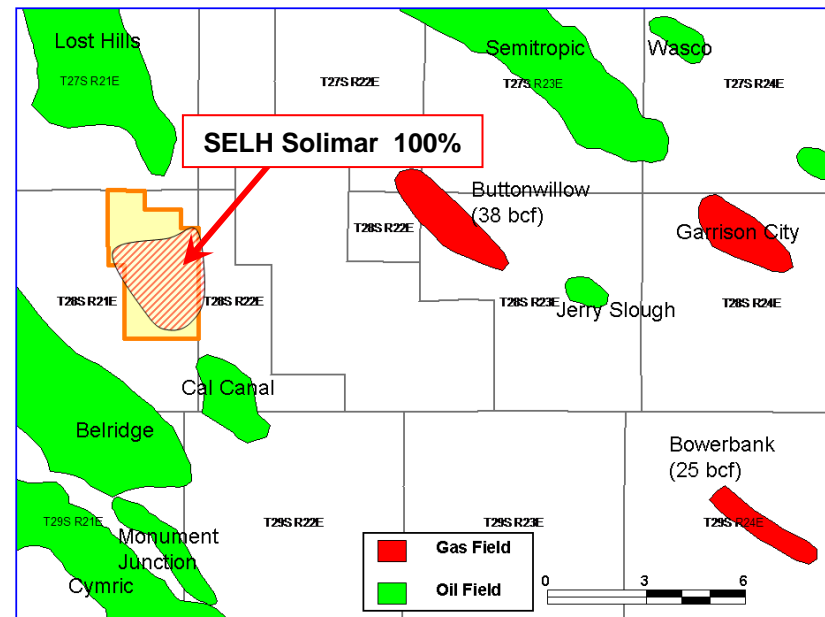 Lost Hills
Semitropic
Wasco
T27S R21E
T27S R22E
T27S R23E
T27S R24E
SELH Solimar 100%
Buttonwillow
(38 bcf)
T28S R22E
Garrison City
T28S R21E
T28S R22E
T28S R23E
T28S R24E
Jerry Slough
Cal Canal
Belridge
Bowerbank
(25 bcf)
T29S R21E
T29S R22E
T29S R23E
T29S R24E
Monument
Junction
Cymric
Gas Field
Oil Field
0 3 6